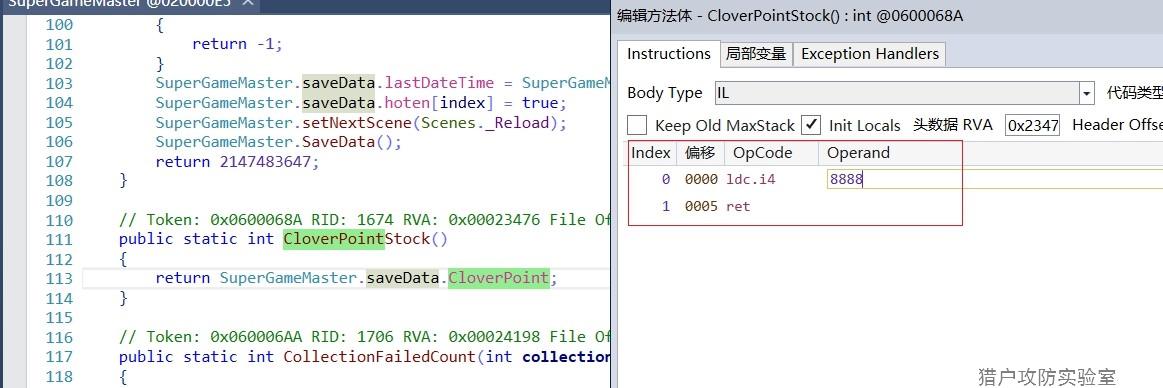 SuperGameMaster @020000E5 ×
100 {
101 return -1;
102 }
103 SuperGameMaster.saveData.lastDateTime = SuperGameM
104 SuperGameMaster.saveData.hoten[index] = true;
105 SuperGameMaster.setNextScene(Scenes._Reload);
106 SuperGameMaster.SaveData();
107 return 2147483647;
108 }
109
110 // Token: 0x0600068A RID: 1674 RVA: 0x00023476 File Of
111 public static int CloverPointStock()
112 {
113 return SuperGameMaster.saveData.CloverPoint;
114 }
115
116 // Token: 0x060006AA RID: 1706 RVA: 0x00024198 File Of
117 public static int CollectionFailedCount(int collection
118 {
编辑方法体 - CloverPointStock() : int @0600068A
Instructions 局部变量 Exception Handlers
Body Type IL 代码类型
Keep Old MaxStack Init Locals 头数据 RVA 0x2347 Header Offse
Index 偏移 OpCode Operand
0 0000 ldc.i4 8888
1 0005 ret
猎户攻防实验室